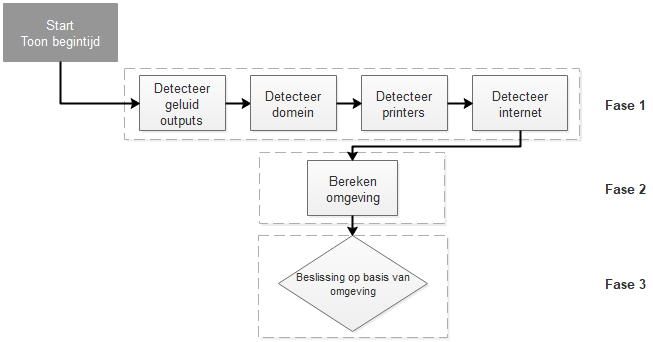 Start
Toon begintijd
Detecteer
geluid
outputs
Detecteer
domein
Detecteer
printers
Detecteer
internet
Fase 1
Bereken
omgeving
Fase 2
Beslissing op basis van
omgeving
Fase 3